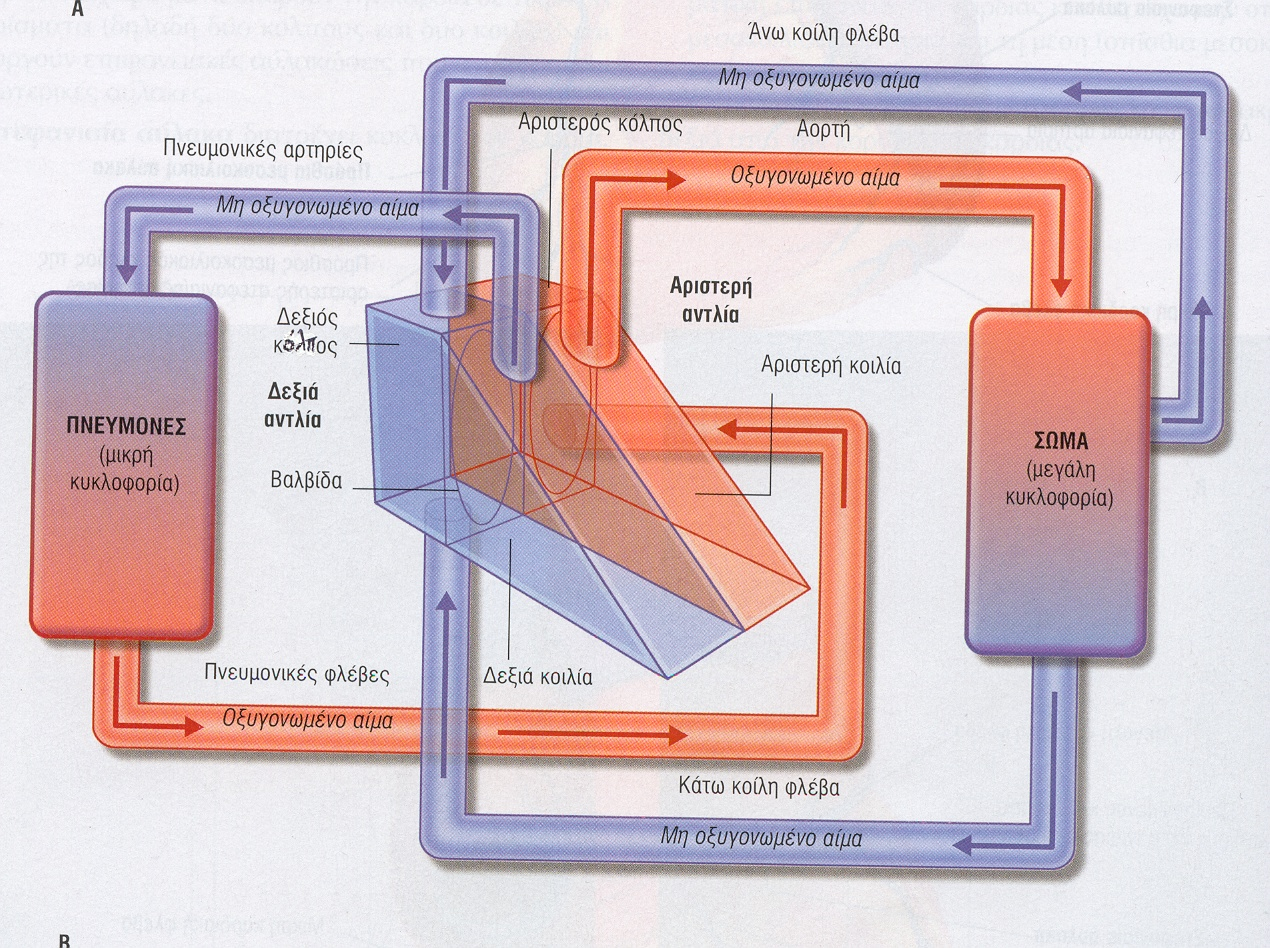 Α
Άνω κοίλη φλέβα
Μη οξυγονωμένο αίμα
Αριστερός κόλπος
Αορτή
Πνευμονικές αρτηρίες
Οξυγονωμένο αίμα
Μη οξυγονωμένο αίμα
Αριστερή
αντλία
Δεξιός
κόλπος
Αριστερή κοιλία
Δεξιά
αντλία
ΠΝΕΥΜΟΝΕΣ
(μικρή
κυκλοφορία)
ΣΩΜΑ
(μεγάλη
κυκλοφορία)
Βαλβίδα
Πνευμονικές φλέβες
Δεξιά κοιλία
Οξυγονωμένο αίμα
Κάτω κοίλη φλέβα
Μη οξυγονωμένο αίμα
Β